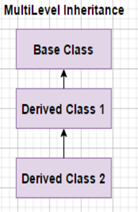 MultiLevel Inheritance
Base Class
Derived Class 1
Derived Class 2